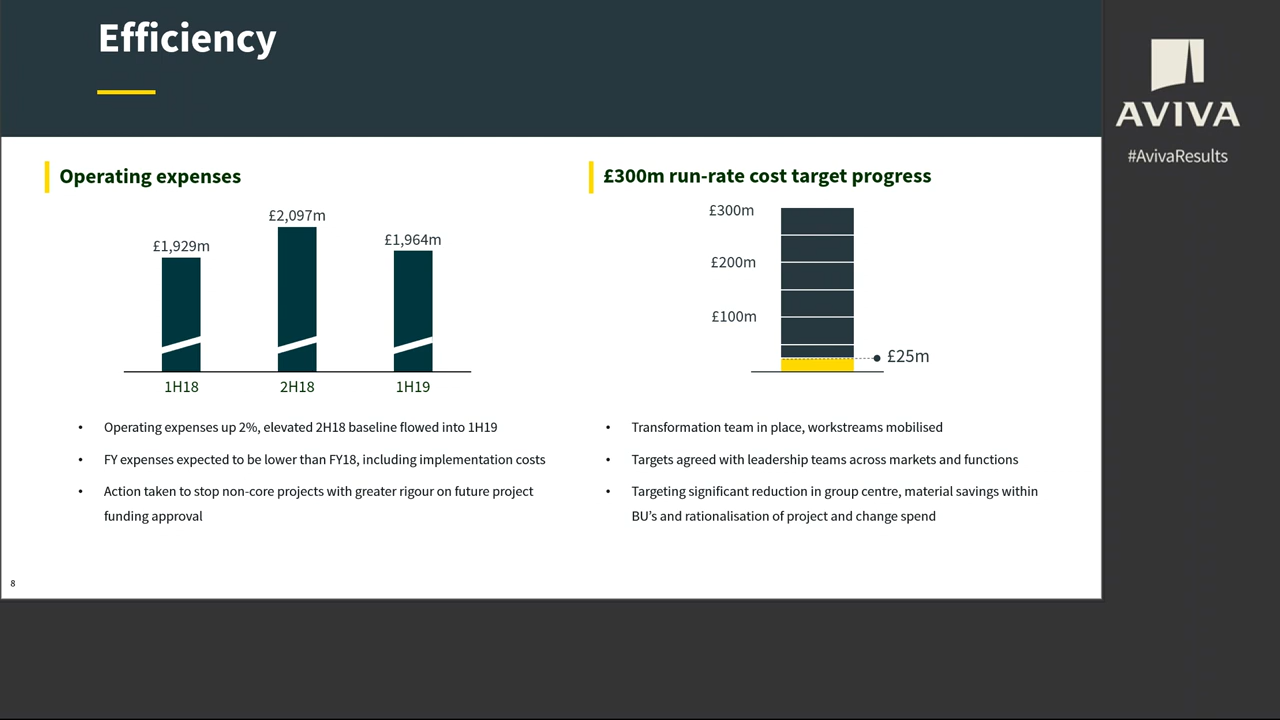 Efficiency
AVIVA
#AvivaResults
Operating expenses
£1,929m
£2,097m
£1,964m
1H18
2H18
1H19
• Operating expenses up 2%, elevated 2H18 baseline flowed into 1H19
• FY expenses expected to be lower than FY18, including implementation costs
• Action taken to stop non-core projects with greater rigour on future project
funding approval
£300m run-rate cost target progress
£300m
£200m
£100m
£25m
• Transformation team in place, workstreams mobilised
• Targets agreed with leadership teams across markets and functions
• Targeting significant reduction in group centre, material savings within
BU's and rationalisation of project and change spend
8